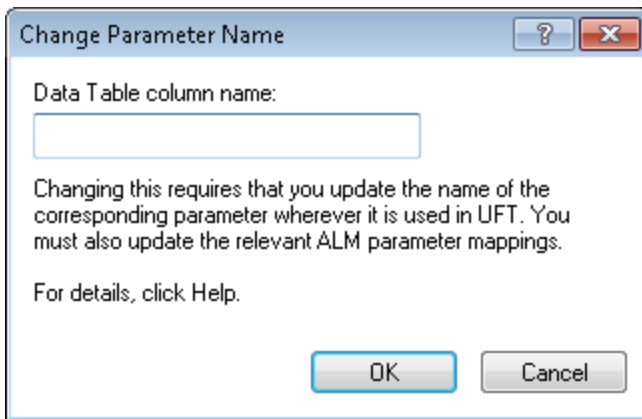 Change Parameter Name
Data Table column name:
Changing this requires that you update the name of the
corresponding parameter wherever it is used in UFT. You
must also update the relevant ALM parameter mappings.
For details, click Help.
OK Cancel